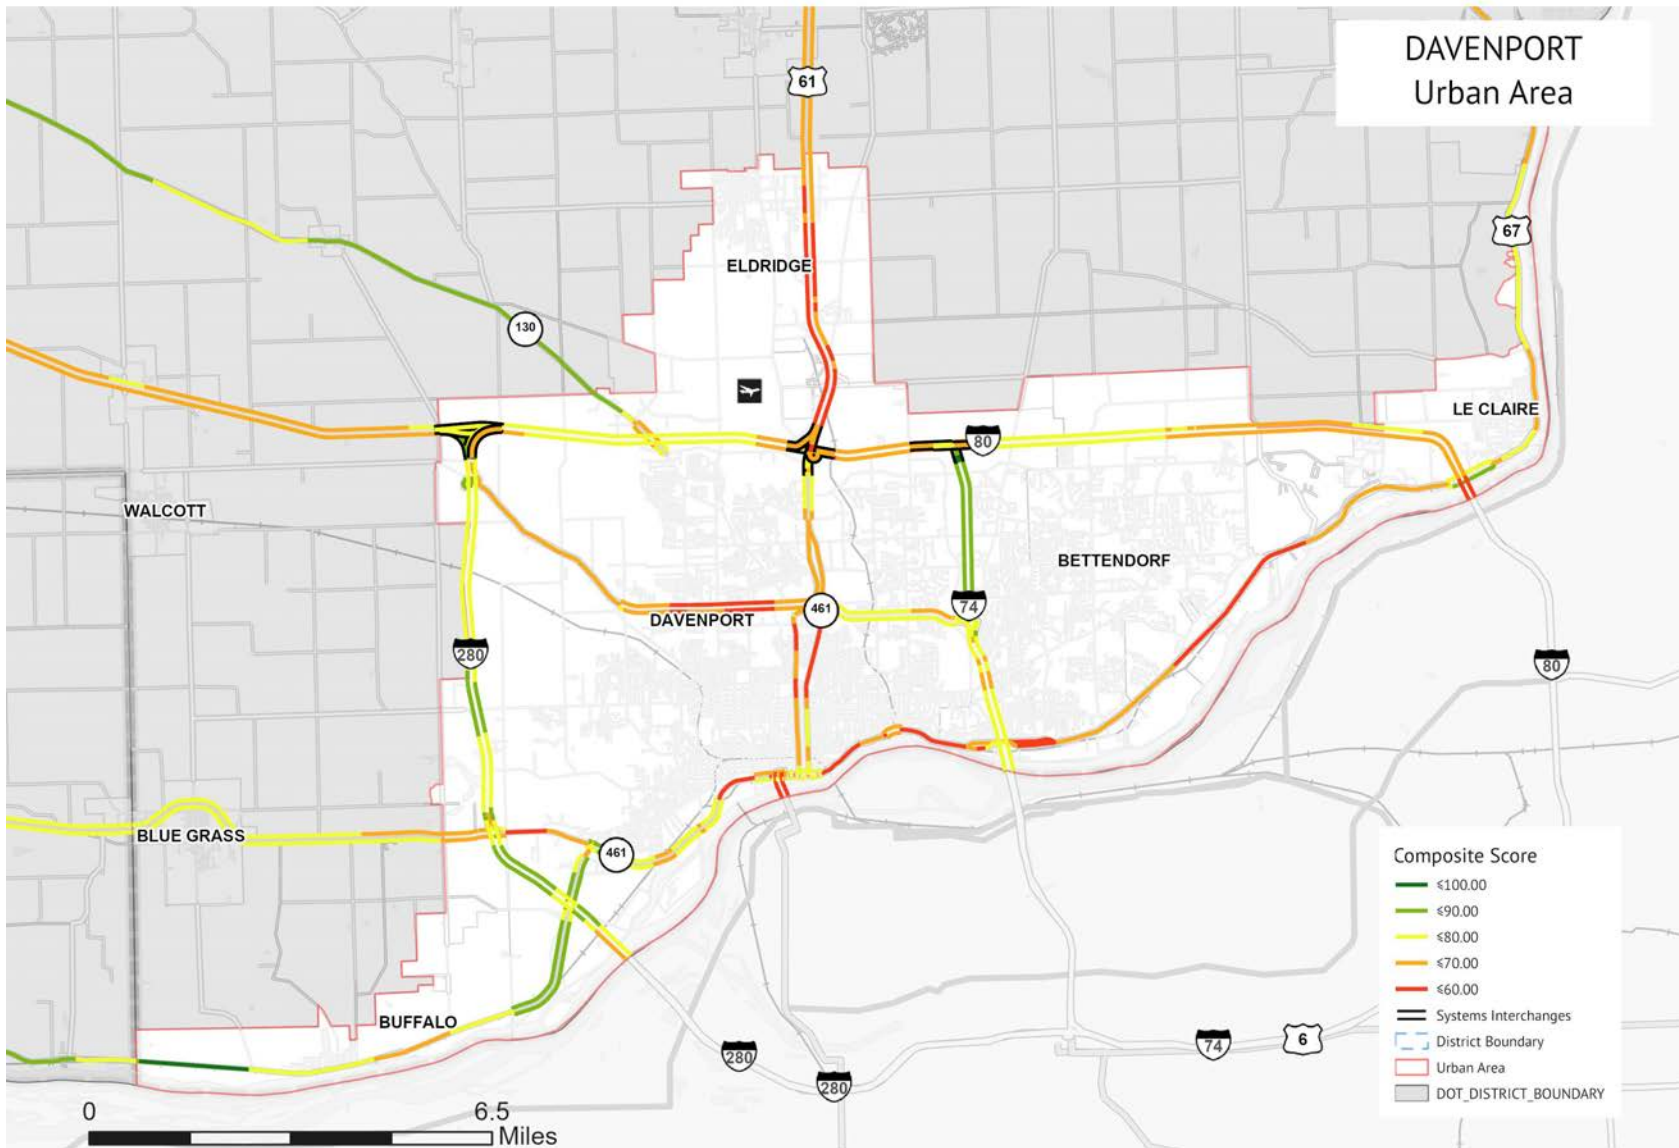 DAVENPORT
Urban Area
61
67
ELDRIDGE
130
LE CLAIRE
80
WALCOTT
BETTENDORF
74
461
DAVENPORT
280
80
BLUE GRASS
461
BUFFALO
280
280
74
6
Composite Score
≤100.00
≤90.00
≤80.00
≤70.00
≤60.00
Systems Interchanges
District Boundary
Urban Area
DOT_DISTRICT_BOUNDARY
0 6.5
Miles